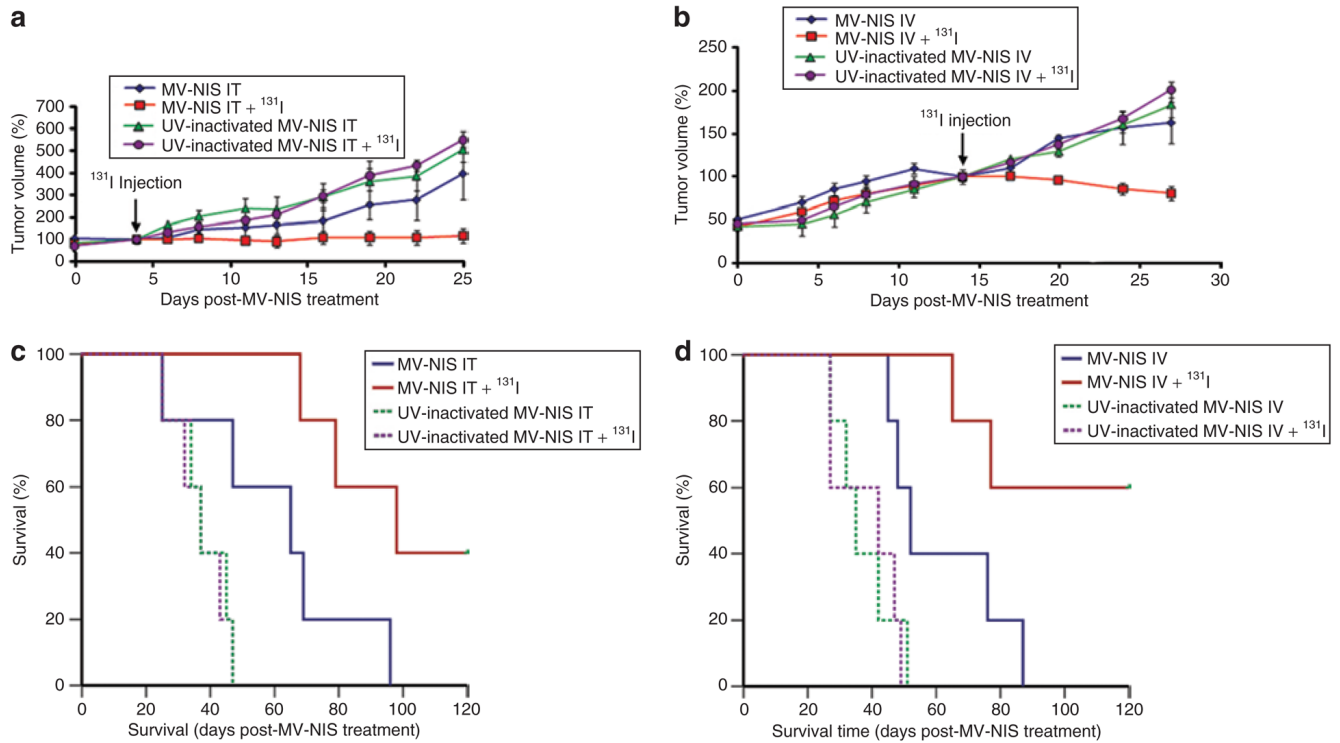 a
MV-NIS IT
MV-NIS IT + 131I
UV-inactivated MV-NIS IT
UV-inactivated MV-NIS IT + 131I
131I Injection
Tumor volume (%)
700
600
500
400
300
200
100
0
0 5 10 15 20 25
Days post-MV-NIS treatment
b
MV-NIS IV
MV-NIS IV + 131I
UV-inactivated MV-NIS IV
UV-inactivated MV-NIS IV + 131I
131I injection
Tumor volume (%)
250
200
150
100
50
0
0 5 10 15 20 25 30
Days post-MV-NIS treatment
c
MV-NIS IT
MV-NIS IT + 131I
UV-inactivated MV-NIS IT
UV-inactivated MV-NIS IT + 131I
Survival (%)
100
80
60
40
20
0
0 20 40 60 80 100 120
Survival (days post-MV-NIS treatment)
d
MV-NIS IV
MV-NIS IV + 131I
UV-inactivated MV-NIS IV
UV-inactivated MV-NIS IV + 131I
Survival (%)
100
80
60
40
20
0
0 20 40 60 80 100 120
Survival time (days post-MV-NIS treatment)